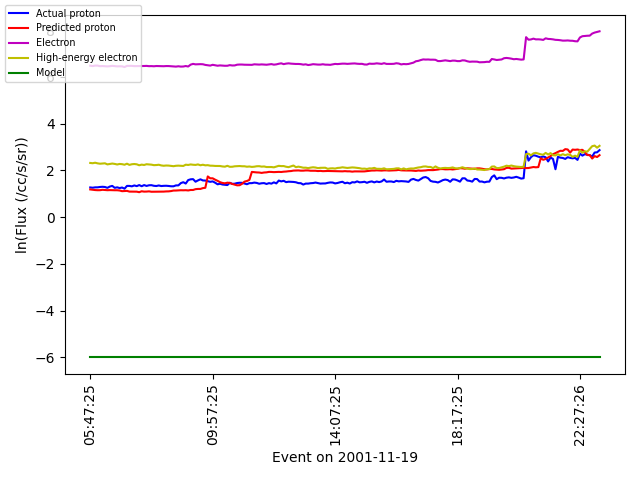 Actual proton
Predicted proton
Electron
High-energy electron
Model
8
6
4
2
0
−2
−4
−6
ln(Flux (/cc/s/sr))
05:47:25
09:57:25
14:07:25
18:17:25
22:27:26
Event on 2001-11-19